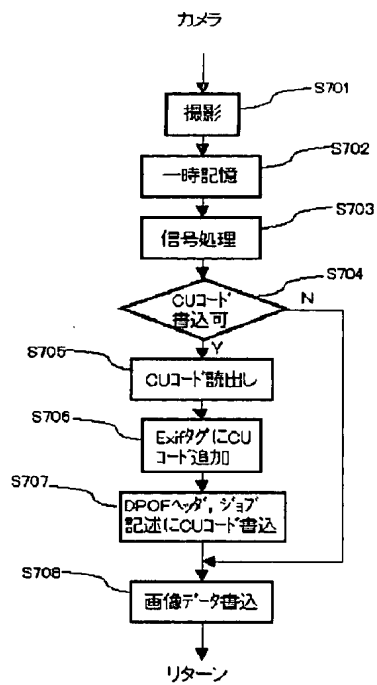 カメラ
S701
撮影
S702
一時記憶
S703
信号処理
S704
CUコード
書込可
N
Y
S705
CUコード読出し
S706
ExifタグにCU
コード追加
S707
DPOFヘッダ, ジョブ
記述にCUコード書込
S708
画像データ書込
リターン